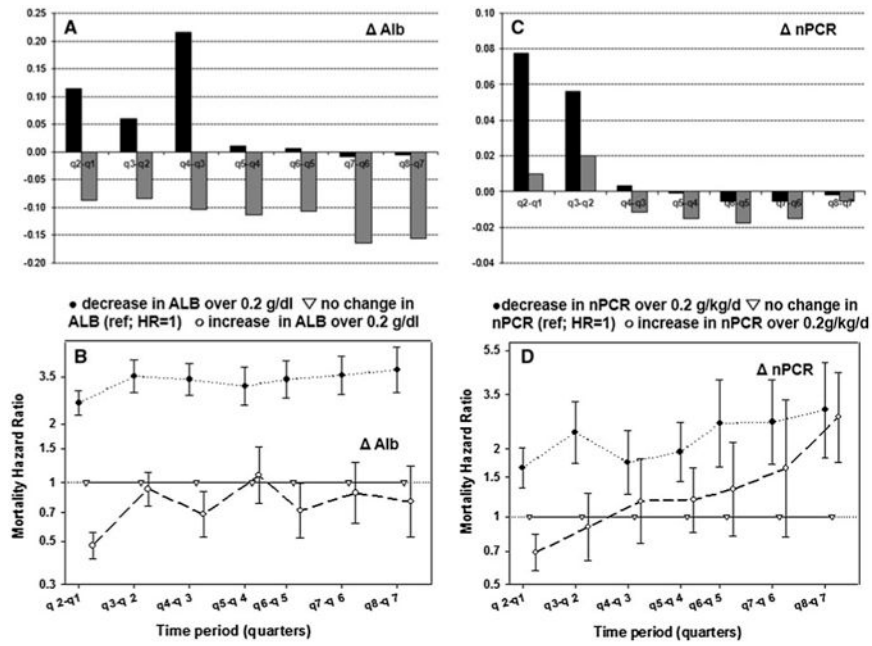 A
Δ Alb
0.25
0.20
0.15
0.10
0.05
0.00
-0.05
-0.10
-0.15
-0.20
q2-q1 q3-q2 q4-q3 q5-q4 q6-q5 q7-q6 q8-q7
C
Δ nPCR
0.10
0.08
0.06
0.04
0.02
0.00
-0.02
-0.04
q2-q1 q3-q2 q4-q3 q5-q4 q6-q5 q7-q6 q8-q7
• decrease in ALB over 0.2 g/dl ▽ no change in
ALB (ref; HR=1) ○ increase in ALB over 0.2 g/dl
B
Δ Alb
Mortality Hazard Ratio
3.5
2
1.5
1
0.7
0.5
0.3
q 2-q1 q3-q 2 q4-q 3 q5-q 4 q6-q 5 q7-q 6 q8-q 7
Time period (quarters)
•decrease in nPCR over 0.2 g/kg/d ▽ no change in
nPCR (ref; HR=1) ○ increase in nPCR over 0.2g/kg/d
D
Δ nPCR
Mortality Hazard Ratio
5.5
3.5
2
1.5
1
0.7
0.5
q 2-q1 q3-q 2 q4-q 3 q5-q 4 q6-q 5 q7-q 6 q8-q 7
Time period (quarters)